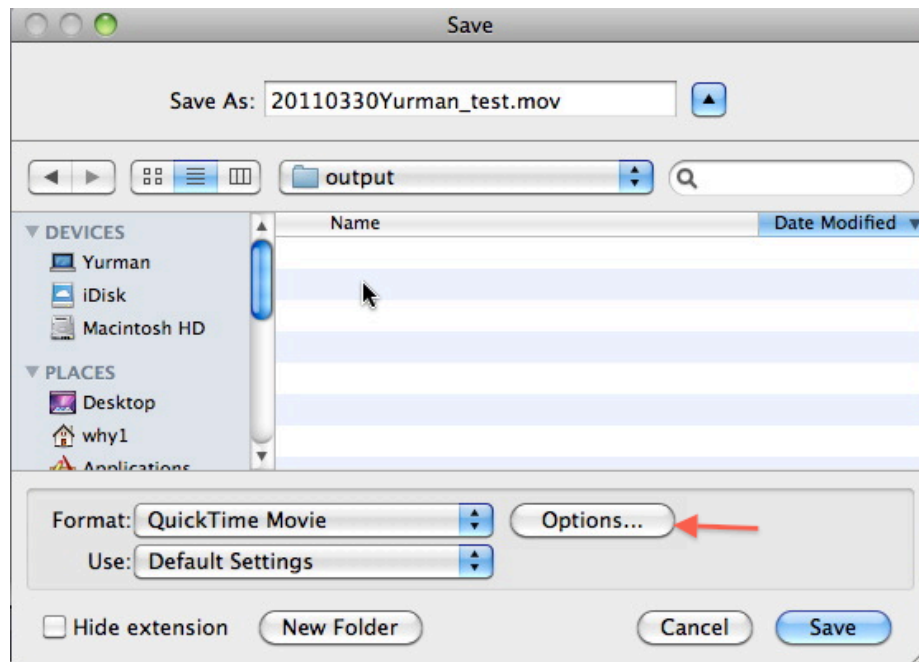 Save
Save As: 20110330Yurman_test.mov
output
Name Date Modified
DEVICES
Yurman
iDisk
Macintosh HD
PLACES
Desktop
why1
Applications
Format: QuickTime Movie Options...
Use: Default Settings
Hide extension New Folder Cancel Save